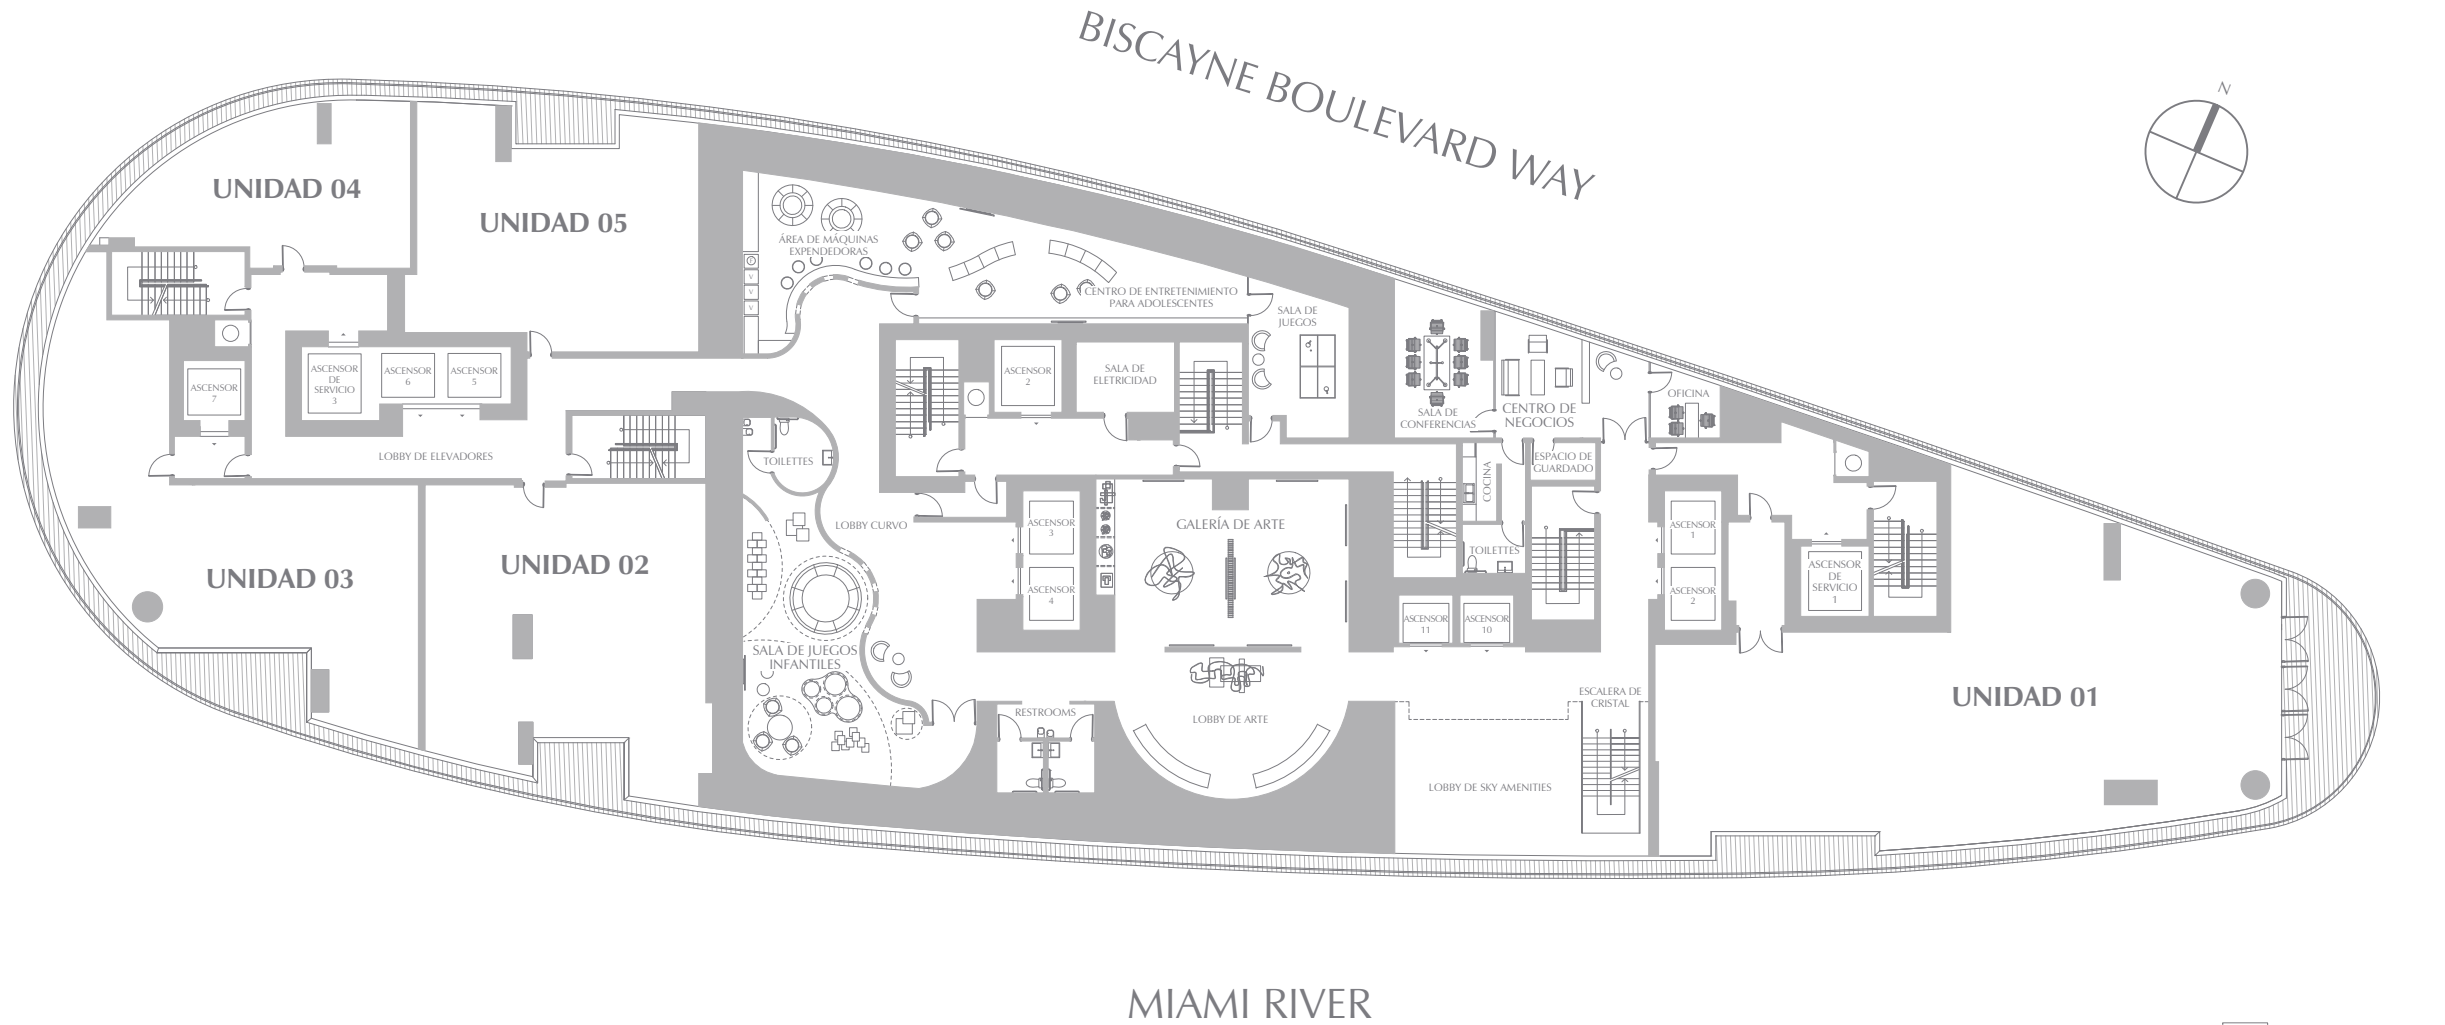 BISCAYNE BOULEVARD WAY
N
UNIDAD 04
UNIDAD 05
ÁREA DE MÁQUINAS
EXPENDEDORAS
CENTRO DE ENTRETENIMIENTO
PARA ADOLESCENTES
SALA DE
JUEGOS
V
V
V
ASCENSOR
7
ASCENSOR
DE
SERVICIO
3
ASCENSOR
6
ASCENSOR
5
ASCENSOR
2
SALA DE
ELETRICIDAD
SALA DE
CONFERENCIAS
CENTRO DE
NEGOCIOS
OFICINA
LOBBY DE ELEVADORES
TOILETTES
ESPACIO DE
GUARDADO
COCINA
LOBBY CURVO
ASCENSOR
3
ASCENSOR
4
GALERÍA DE ARTE
TOILETTES
ASCENSOR
1
ASCENSOR
2
ASCENSOR
DE
SERVICIO
1
UNIDAD 03
UNIDAD 02
ASCENSOR
11
ASCENSOR
10
SALA DE JUEGOS
INFANTILES
RESTROOMS
LOBBY DE ARTE
ESCALERA DE
CRISTAL
UNIDAD 01
LOBBY DE SKY AMENITIES
MIAMI RIVER